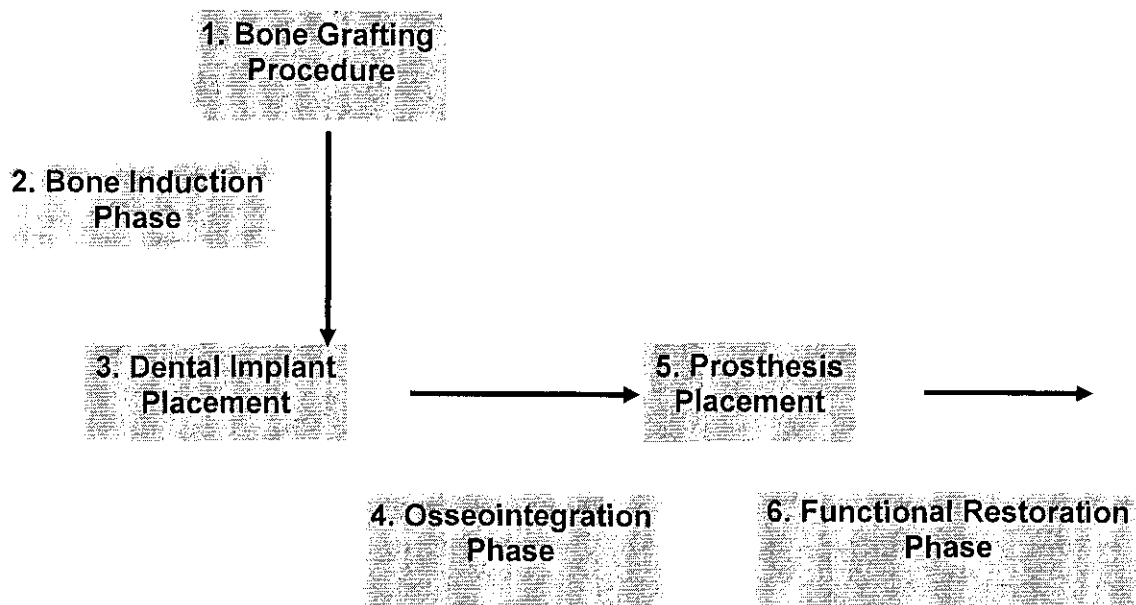 1. Bone Grafting
Procedure
2. Bone Induction
Phase
3. Dental Implant
Placement
5. Prosthesis
Placement
4. Osseointegration
Phase
6. Functional Restoration
Phase